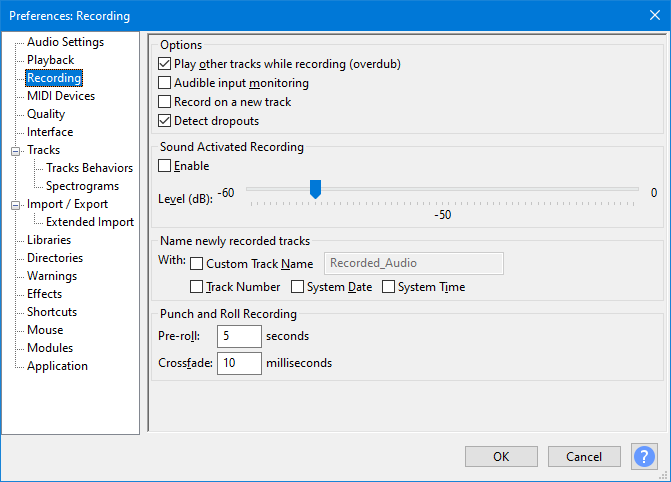 Preferences: Recording
Audio Settings
Playback
Recording
MIDI Devices
Quality
Interface
Tracks
Tracks Behaviors
Spectrograms
Import / Export
Extended Import
Libraries
Directories
Warnings
Effects
Shortcuts
Mouse
Modules
Application
Options
Play other tracks while recording (overdub)
Audible input monitoring
Record on a new track
Detect dropouts
Sound Activated Recording
Enable
Level (dB): -60 0
-50
Name newly recorded tracks
With: Custom Track Name Recorded_Audio
Track Number System Date System Time
Punch and Roll Recording
Pre-roll: 5 seconds
Crossfade: 10 milliseconds
OK Cancel ?